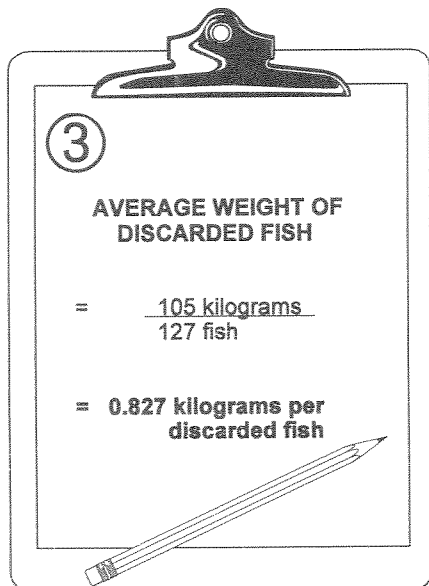 3
AVERAGE WEIGHT OF
DISCARDED FISH
= 105 kilograms
127 fish
= 0.827 kilograms per
discarded fish